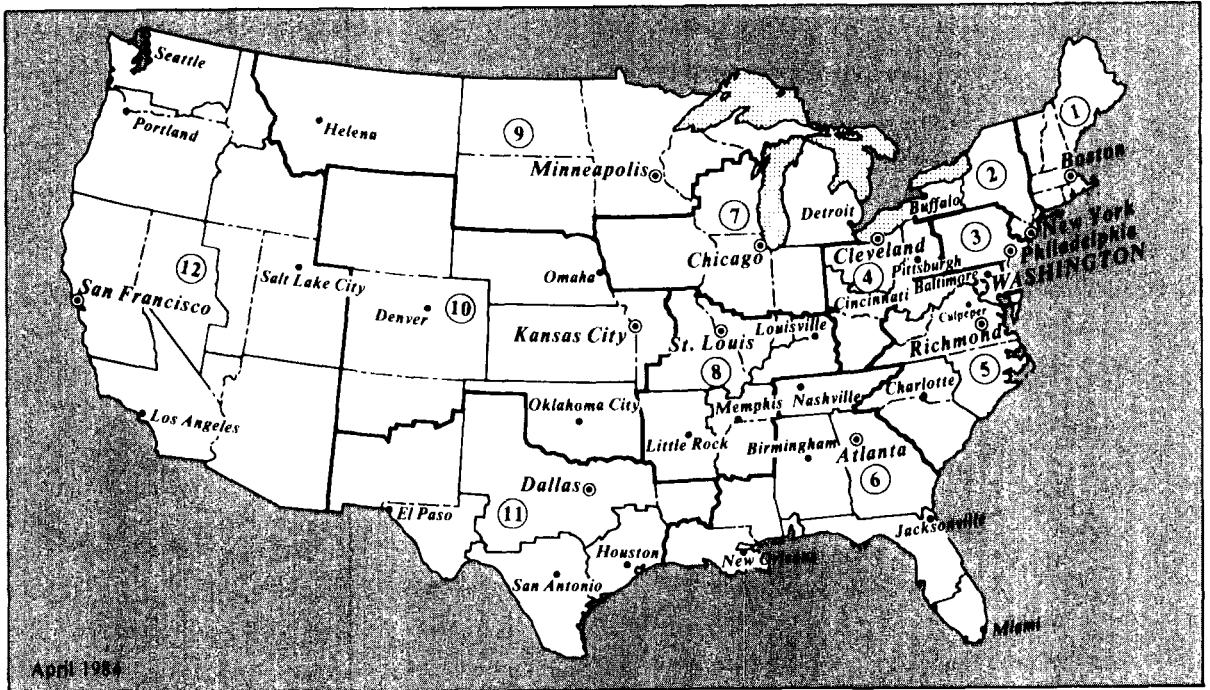 Seattle
Portland
Helena
9
Minneapolis
1
Boston
2
Buffalo
7
Detroit
3
New York
Philadelphia
Cleveland
Chicago
4
Pittsburgh
WASHINGTON
Cincinnati
Baltimore
12
Salt Lake City
San Francisco
Omaha
Denver
10
Kansas City
St. Louis
Louisville
Culpeper
Richmond
8
5
Charlotte
Los Angeles
Oklahoma City
Memphis
Nashville
Little Rock
Birmingham
Atlanta
6
Dallas
11
El Paso
Houston
San Antonio
New Orleans
Jacksonville
Miami
April 1984